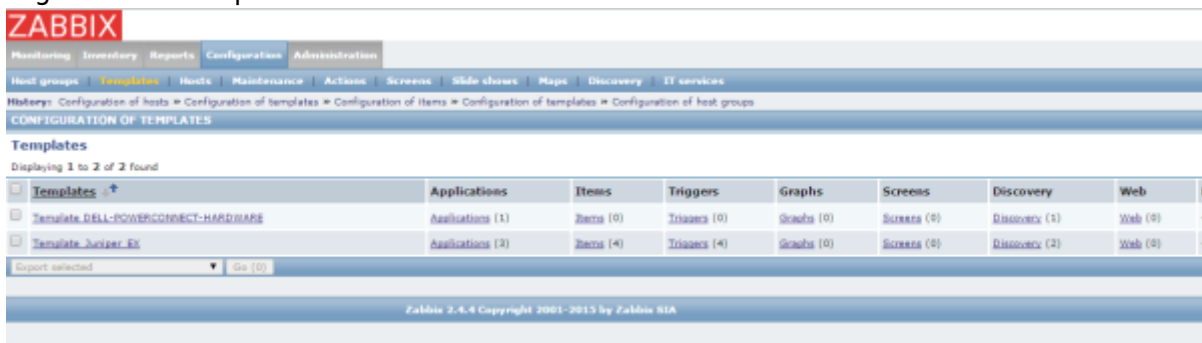 ZABBIX
Monitoring Inventory Reports Configuration Administration
Host groups | Templates | Hosts | Maintenance | Actions | Screens | Slide shows | Maps | Discovery | IT services
History: Configuration of hosts » Configuration of templates » Configuration of items » Configuration of templates » Configuration of host groups
CONFIGURATION OF TEMPLATES
Templates
Displaying 1 to 2 of 2 found
Templates Applications Items Triggers Graphs Screens Discovery Web
Template DELL-POWERCONNECT-HARDWARE Applications (1) Items (0) Triggers (0) Graphs (0) Screens (0) Discovery (1) Web (0)
Template Juniper EX Applications (3) Items (4) Triggers (4) Graphs (0) Screens (0) Discovery (2) Web (0)
Export selected Go (0)
Zabbix 2.4.4 Copyright 2001-2015 by Zabbix SIA